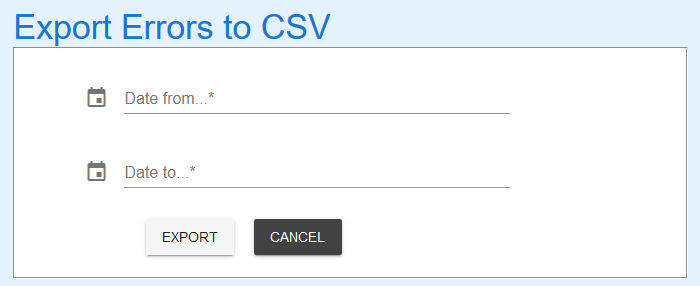 Export Errors to CSV
Date from...*
Date to...*
EXPORT CANCEL